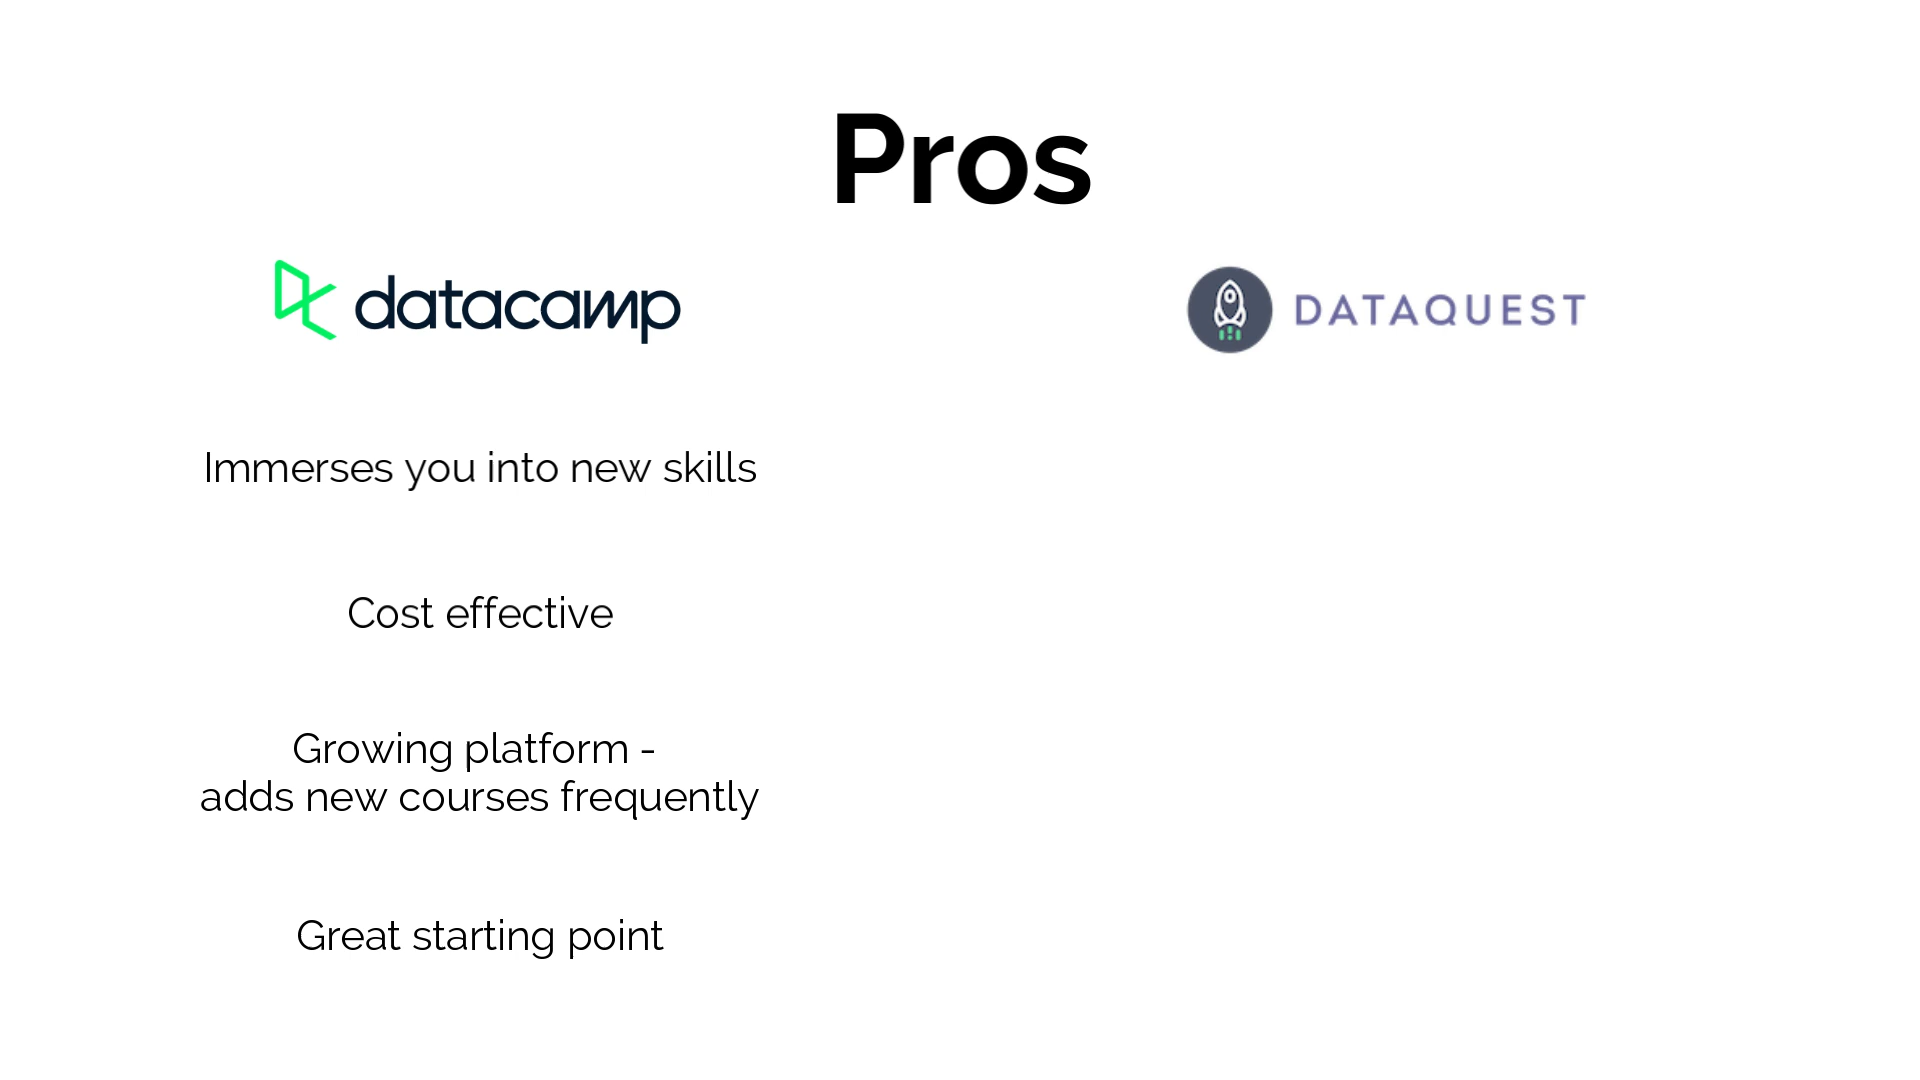 Pros
datacamp
DATAQUEST
Immerses you into new skills
Cost effective
Growing platform -
adds new courses frequently
Great starting point